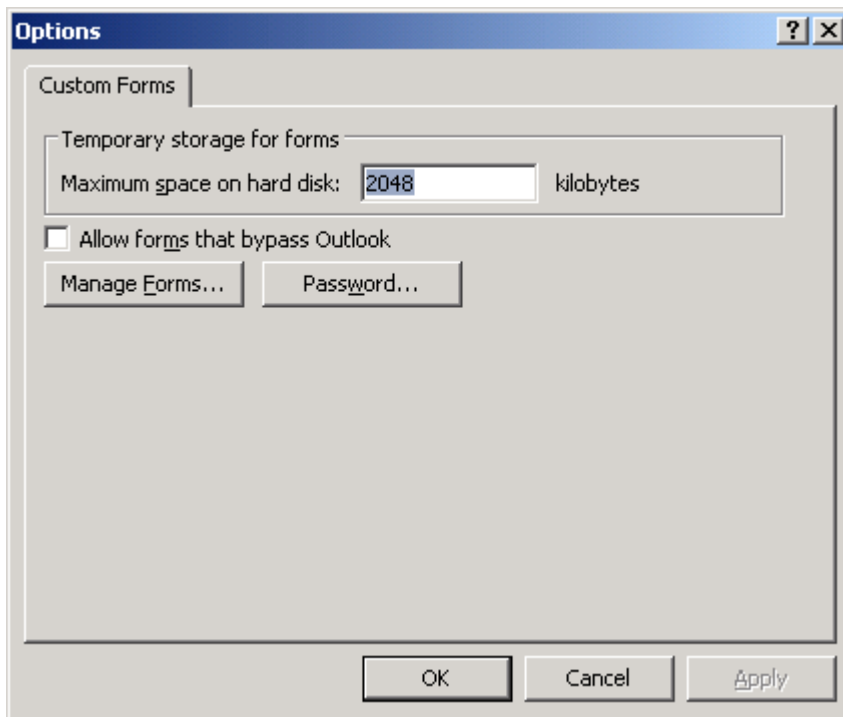 Options
Custom Forms
Temporary storage for forms
Maximum space on hard disk: 2048 kilobytes
Allow forms that bypass Outlook
Manage Forms... Password...
OK Cancel Apply